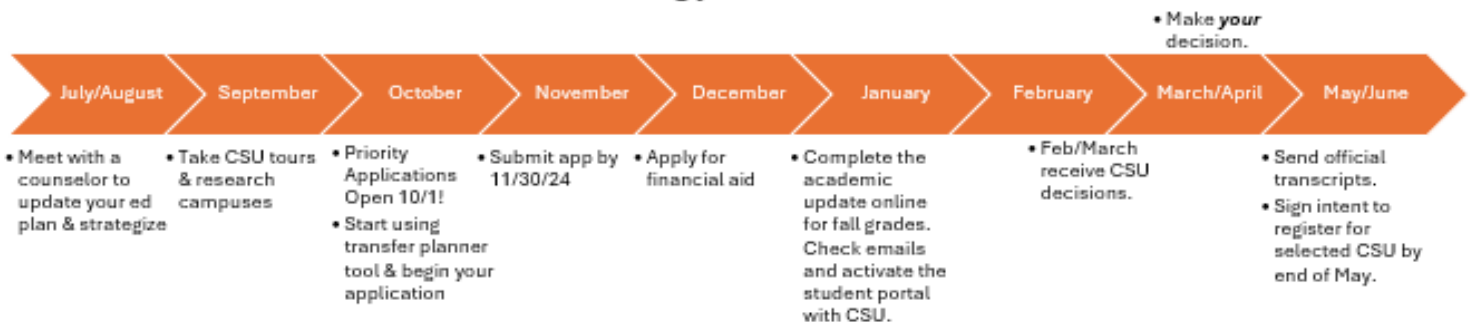 • Make your
decision.
July/August
September
October
November
December
January
February
March/April
May/June
• Meet with a
counselor to
update your ed
plan & strategize
• Take CSU tours
& research
campuses
• Priority
Applications
Open 10/1!
• Start using
transfer planner
tool & begin your
application
• Submit app by
11/30/24
• Apply for
financial aid
• Complete the
academic
update online
for fall grades.
Check emails
and activate the
student portal
with CSU.
• Feb/March
receive CSU
decisions.
• Send official
transcripts.
• Sign intent to
register for
selected CSU by
end of May.